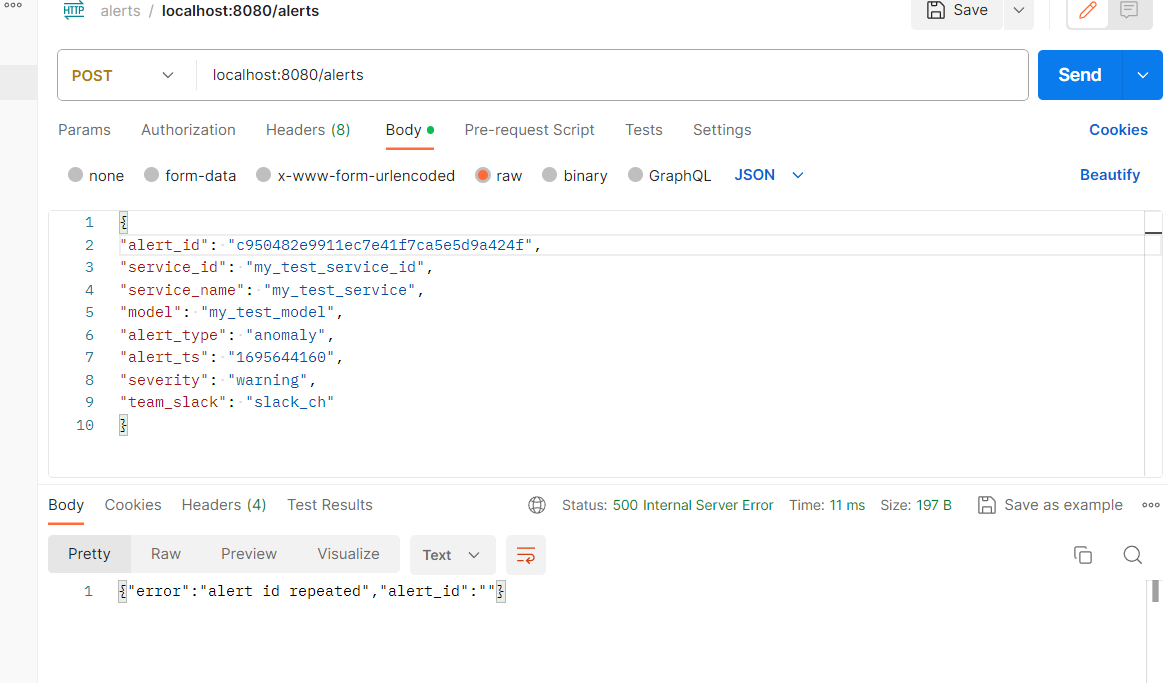 HTTP alerts / localhost:8080/alerts Save
POST localhost:8080/alerts Send
Params Authorization Headers (8) Body Pre-request Script Tests Settings Cookies
none form-data x-www-form-urlencoded raw binary GraphQL JSON Beautify
1 {
2 "alert_id": "c950482e9911ec7e41f7ca5e5d9a424f",
3 "service_id": "my_test_service_id",
4 "service_name": "my_test_service",
5 "model": "my_test_model",
6 "alert_type": "anomaly",
7 "alert_ts": "1695644160",
8 "severity": "warning",
9 "team_slack": "slack_ch"
10 }
Body Cookies Headers (4) Test Results Status: 500 Internal Server Error Time: 11 ms Size: 197 B Save as example
Pretty Raw Preview Visualize Text
1 {"error":"alert id repeated","alert_id":""}